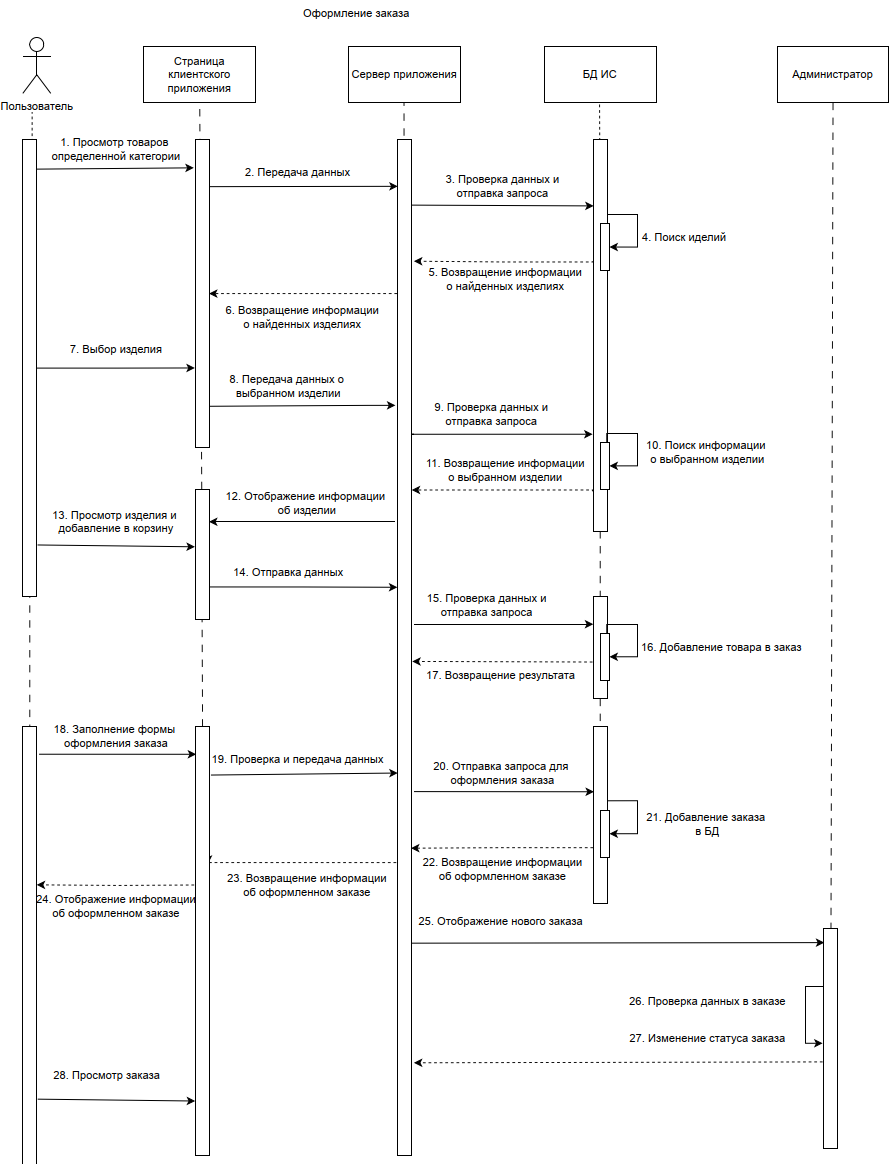 Оформление заказа
Пользователь
Страница
клиентского
приложения
Сервер приложения
БД ИС
Администратор
1. Просмотр товаров
определенной категории
2. Передача данных
3. Проверка данных и
отправка запроса
4. Поиск иделий
5. Возвращение информации
о найденных изделиях
6. Возвращение информации
о найденных изделиях
7. Выбор изделия
8. Передача данных о
выбранном изделии
9. Проверка данных и
отправка запроса
10. Поиск информации
о выбранном изделии
11. Возвращение информации
о выбранном изделии
12. Отображение информации
об изделии
13. Просмотр изделия и
добавление в корзину
14. Отправка данных
15. Проверка данных и
отправка запроса
16. Добавление товара в заказ
17. Возвращение результата
18. Заполнение формы
оформления заказа
19. Проверка и передача данных
20. Отправка запроса для
оформления заказа
21. Добавление заказа
в БД
22. Возвращение информации
об оформленном заказе
23. Возвращение информации
об оформленном заказе
24. Отображение информации
об оформленном заказе
25. Отображение нового заказа
26. Проверка данных в заказе
27. Изменение статуса заказа
28. Просмотр заказа